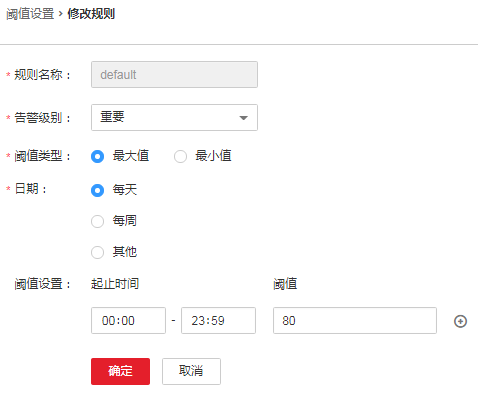 阈值设置 > 修改规则
* 规则名称： default
* 告警级别： 重要
* 阈值类型： 最大值 最小值
* 日期： 每天
每周
其他
阈值设置： 起止时间 阈值
00:00 - 23:59 80
确定 取消